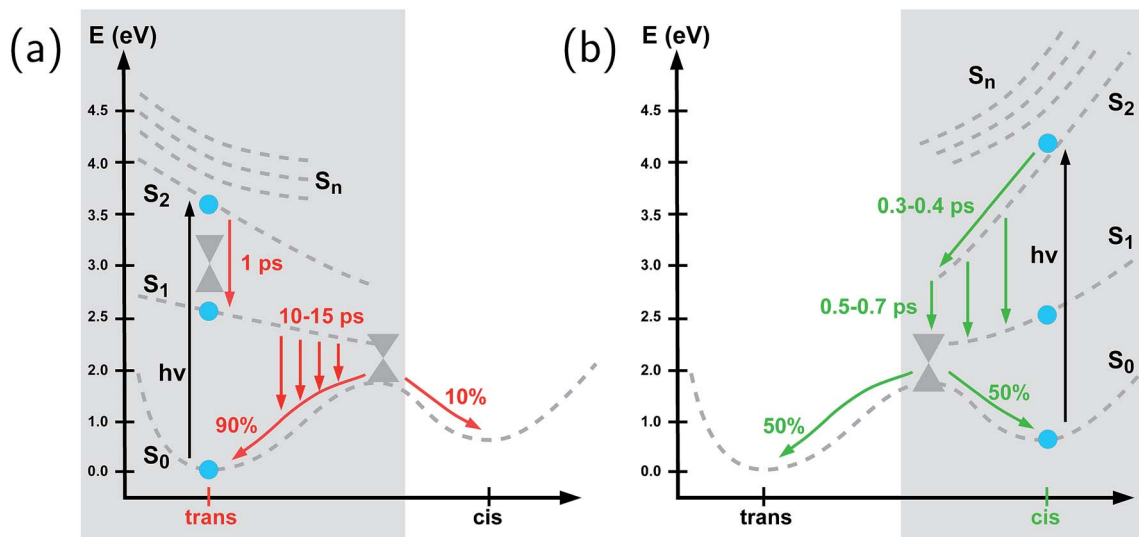 (a)
E (eV)
4.5
4.0
3.5
3.0
2.5
2.0
1.0
0.0
Sn
S2
S1
S0
hν
1 ps
10-15 ps
90%
10%
trans
cis
(b)
E (eV)
4.5
4.0
3.5
3.0
2.5
2.0
1.0
0.0
Sn
S2
S1
S0
0.3-0.4 ps
0.5-0.7 ps
hν
50%
50%
trans
cis